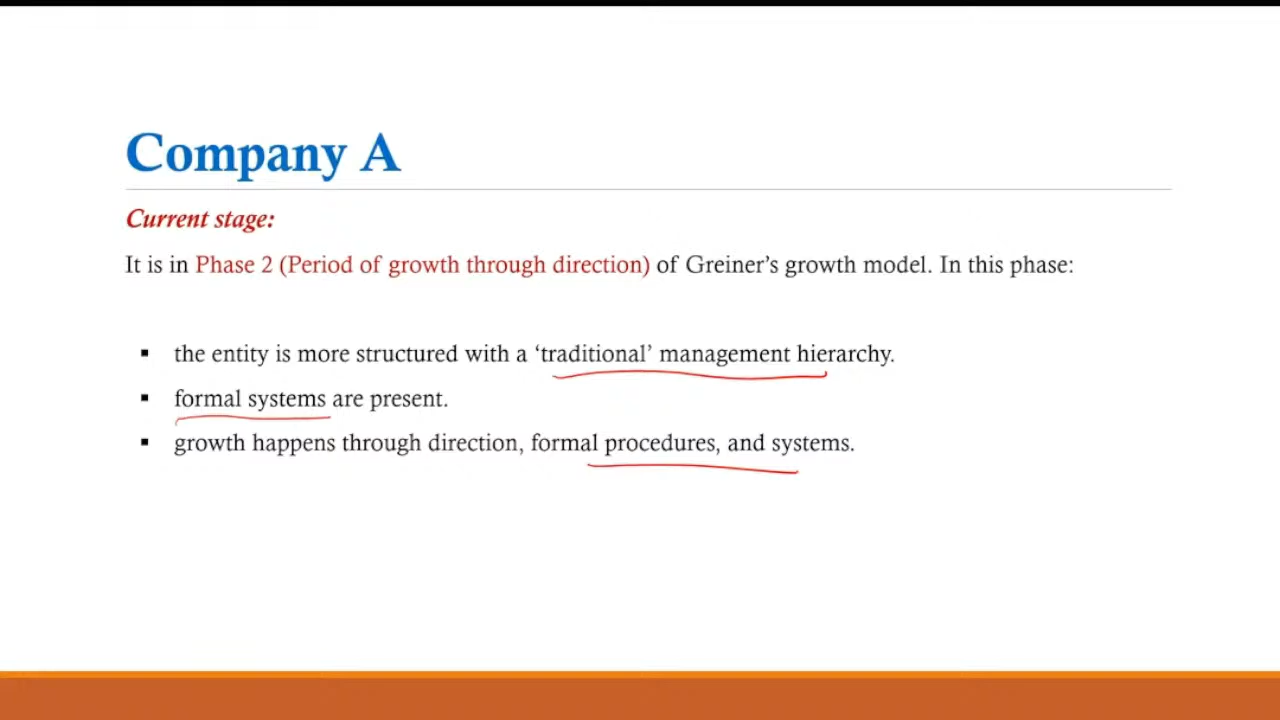 Company A
Current stage:
It is in Phase 2 (Period of growth through direction) of Greiner’s growth model. In this phase:
▪ the entity is more structured with a ‘traditional’ management hierarchy.
▪ formal systems are present.
▪ growth happens through direction, formal procedures, and systems.